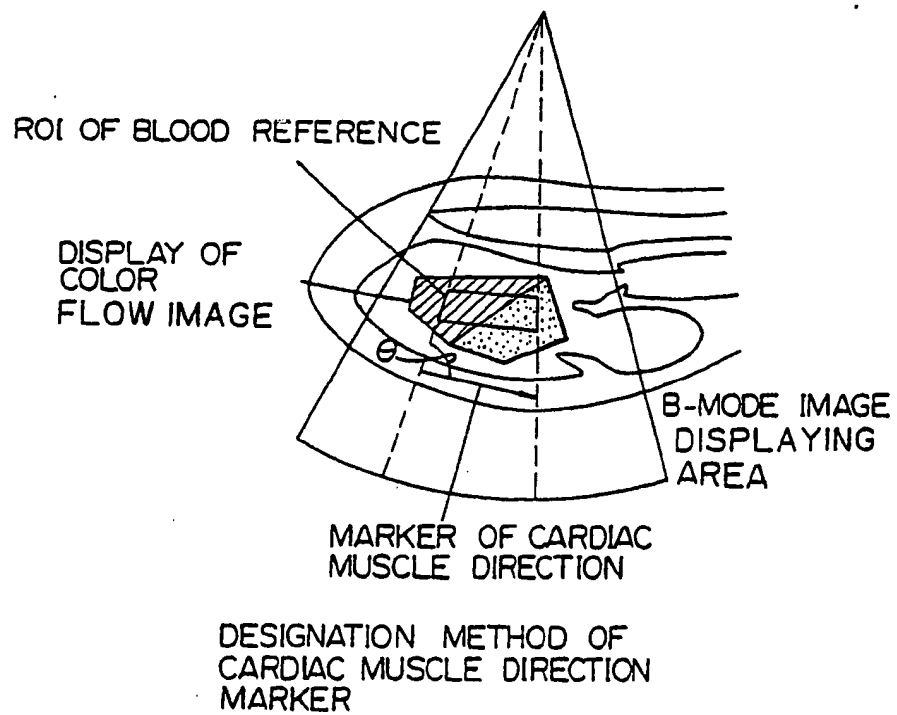 ROI OF BLOOD REFERENCE
DISPLAY OF
COLOR
FLOW IMAGE
θ
B-MODE IMAGE
DISPLAYING
AREA
MARKER OF CARDIAC
MUSCLE DIRECTION
DESIGNATION METHOD OF
CARDIAC MUSCLE DIRECTION
MARKER